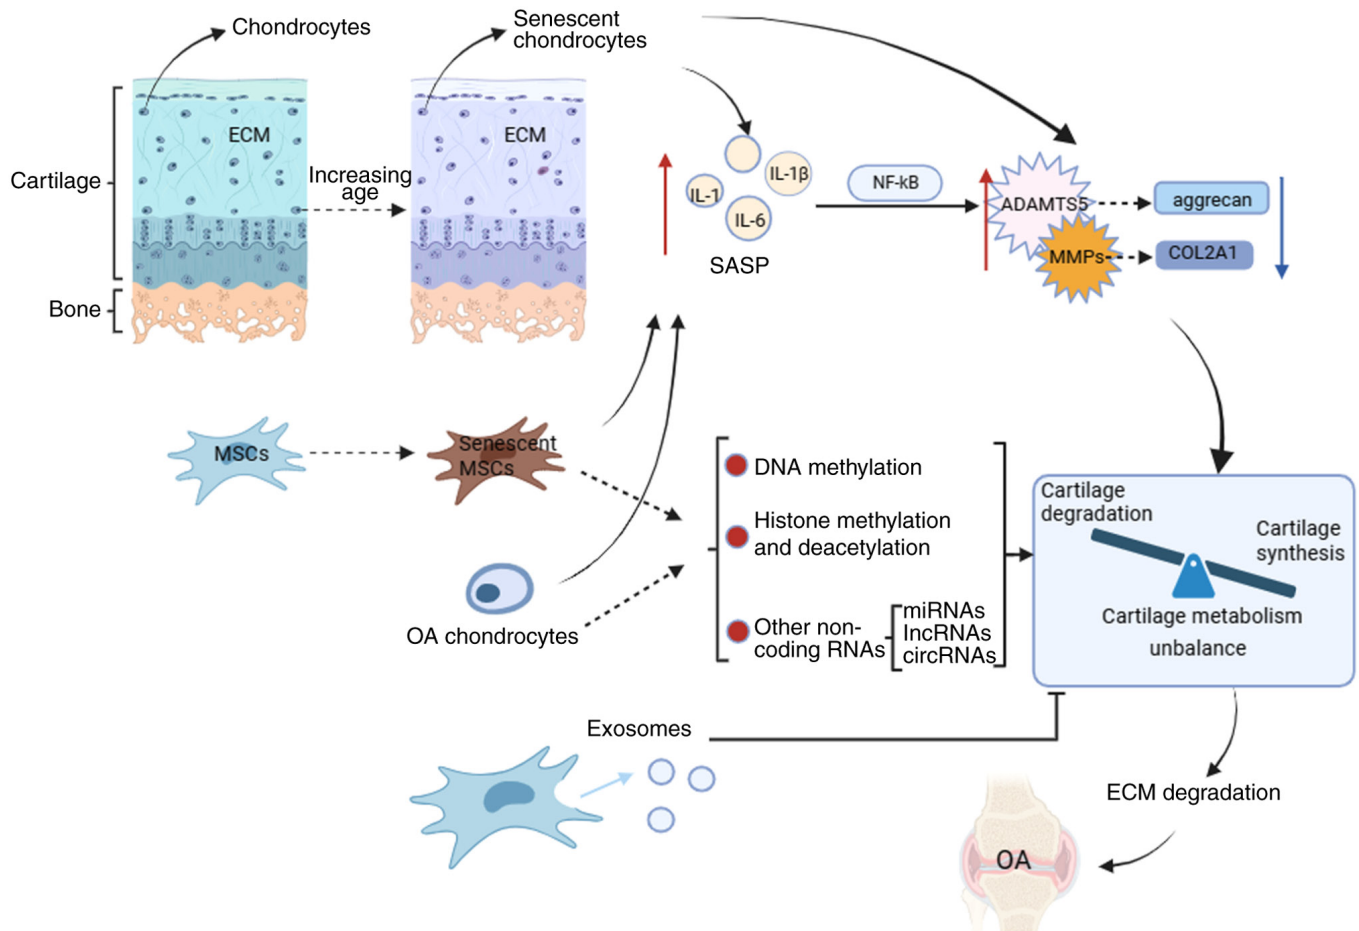 Chondrocytes
Senescent
chondrocytes
ECM
ECM
Cartilage
Increasing
age
Bone
IL-1β
IL-1
IL-6
SASP
NF-kB
ADAMTS5
MMPs
aggrecan
COL2A1
MSCs
Senescent
MSCs
OA chondrocytes
DNA methylation
Histone methylation
and deacetylation
Other non-
coding RNAs
miRNAs
lncRNAs
circRNAs
Cartilage
degradation
Cartilage
synthesis
Cartilage metabolism
unbalance
Exosomes
ECM degradation
OA